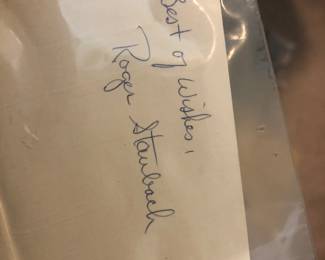 Best of Wishes,
Roger Staubach